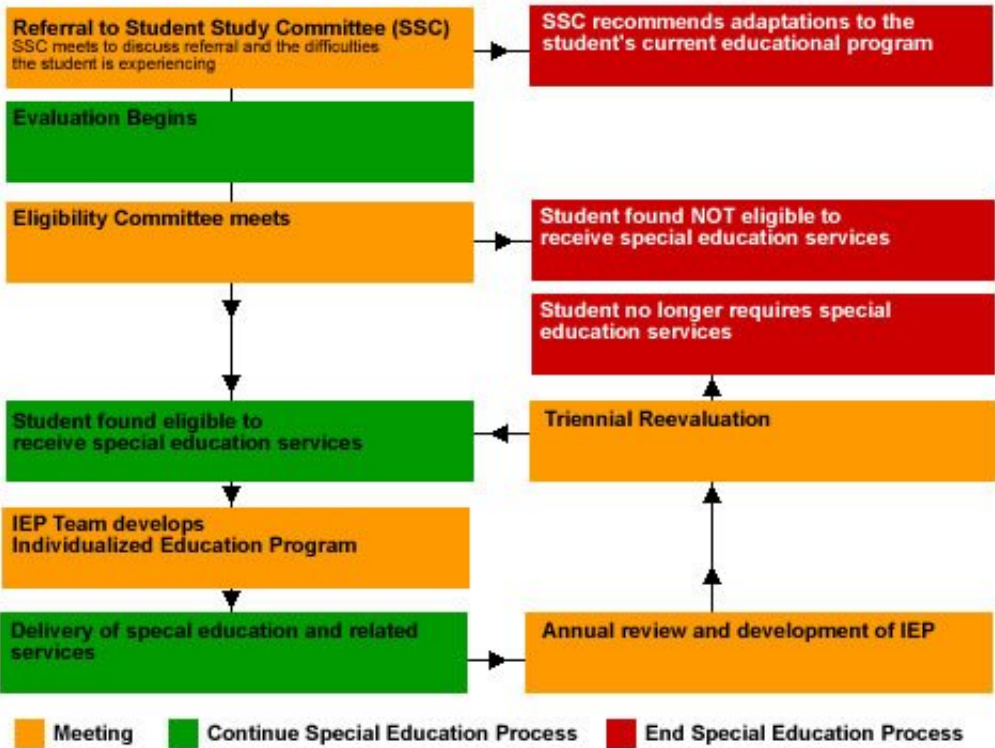 Referral to Student Study Committee (SSC)
SSC meets to discuss referral and the difficulties
the student is experiencing
SSC recommends adaptations to the
student's current educational program
Evaluation Begins
Eligibility Committee meets
Student found NOT eligible to
receive special education services
Student no longer requires special
education services
Student found eligible to
receive special education services
Triennial Reevaluation
IEP Team develops
Individualized Education Program
Delivery of specal education and related
services
Annual review and development of IEP
Meeting
Continue Special Education Process
End Special Education Process